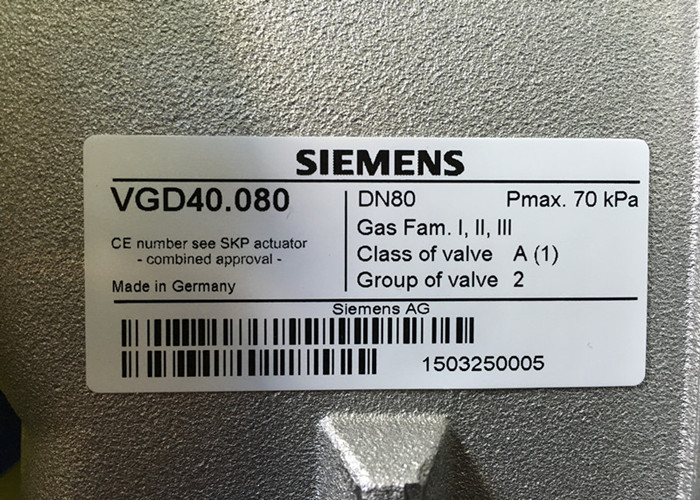 SIEMENS
VGD40.080
CE number see SKP actuator
- combined approval -
Made in Germany
DN80 Pmax. 70 kPa
Gas Fam. I, II, III
Class of valve A (1)
Group of valve 2
Siemens AG
1503250005